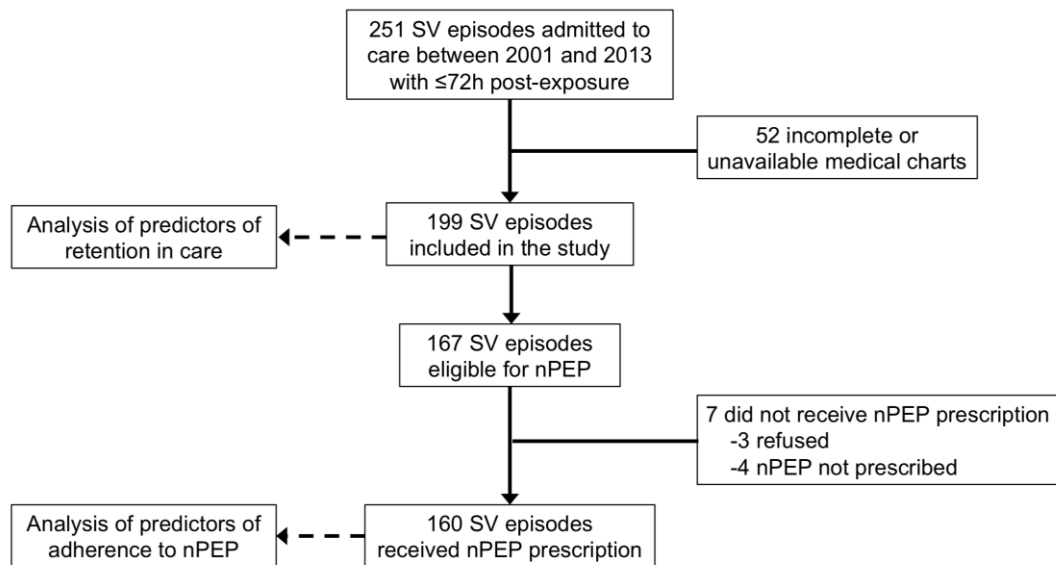 251 SV episodes admitted to
care between 2001 and 2013
with ≤72h post-exposure
52 incomplete or
unavailable medical charts
Analysis of predictors of
retention in care
199 SV episodes
included in the study
167 SV episodes
eligible for nPEP
7 did not receive nPEP prescription
-3 refused
-4 nPEP not prescribed
Analysis of predictors of
adherence to nPEP
160 SV episodes
received nPEP prescription